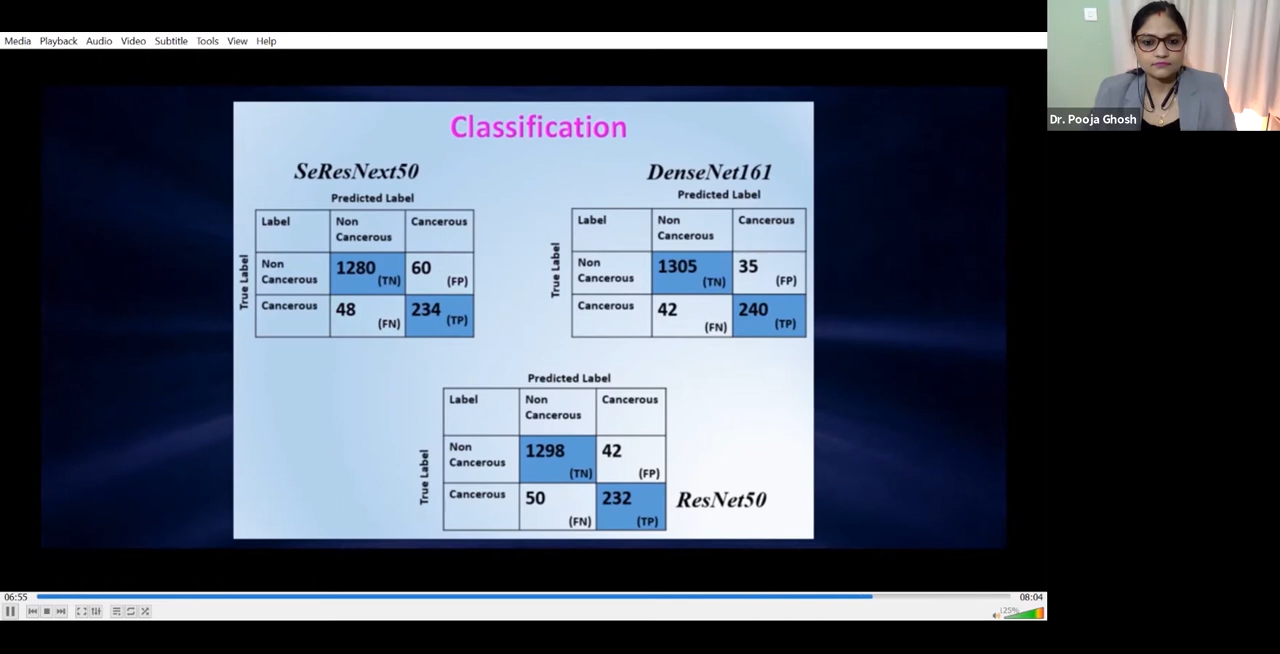 Media Playback Audio Video Subtitle Tools View Help
Dr. Pooja Ghosh
Classification
SeResNext50
Predicted Label
Label Non Cancerous Cancerous
True Label
Non Cancerous 1280 (TN) 60 (FP)
Cancerous 48 (FN) 234 (TP)
DenseNet161
Predicted Label
Label Non Cancerous Cancerous
True Label
Non Cancerous 1305 (TN) 35 (FP)
Cancerous 42 (FN) 240 (TP)
Predicted Label
Label Non Cancerous Cancerous
True Label
Non Cancerous 1298 (TN) 42 (FP)
Cancerous 50 (FN) 232 (TP)
ResNet50
06:55
08:04
125%